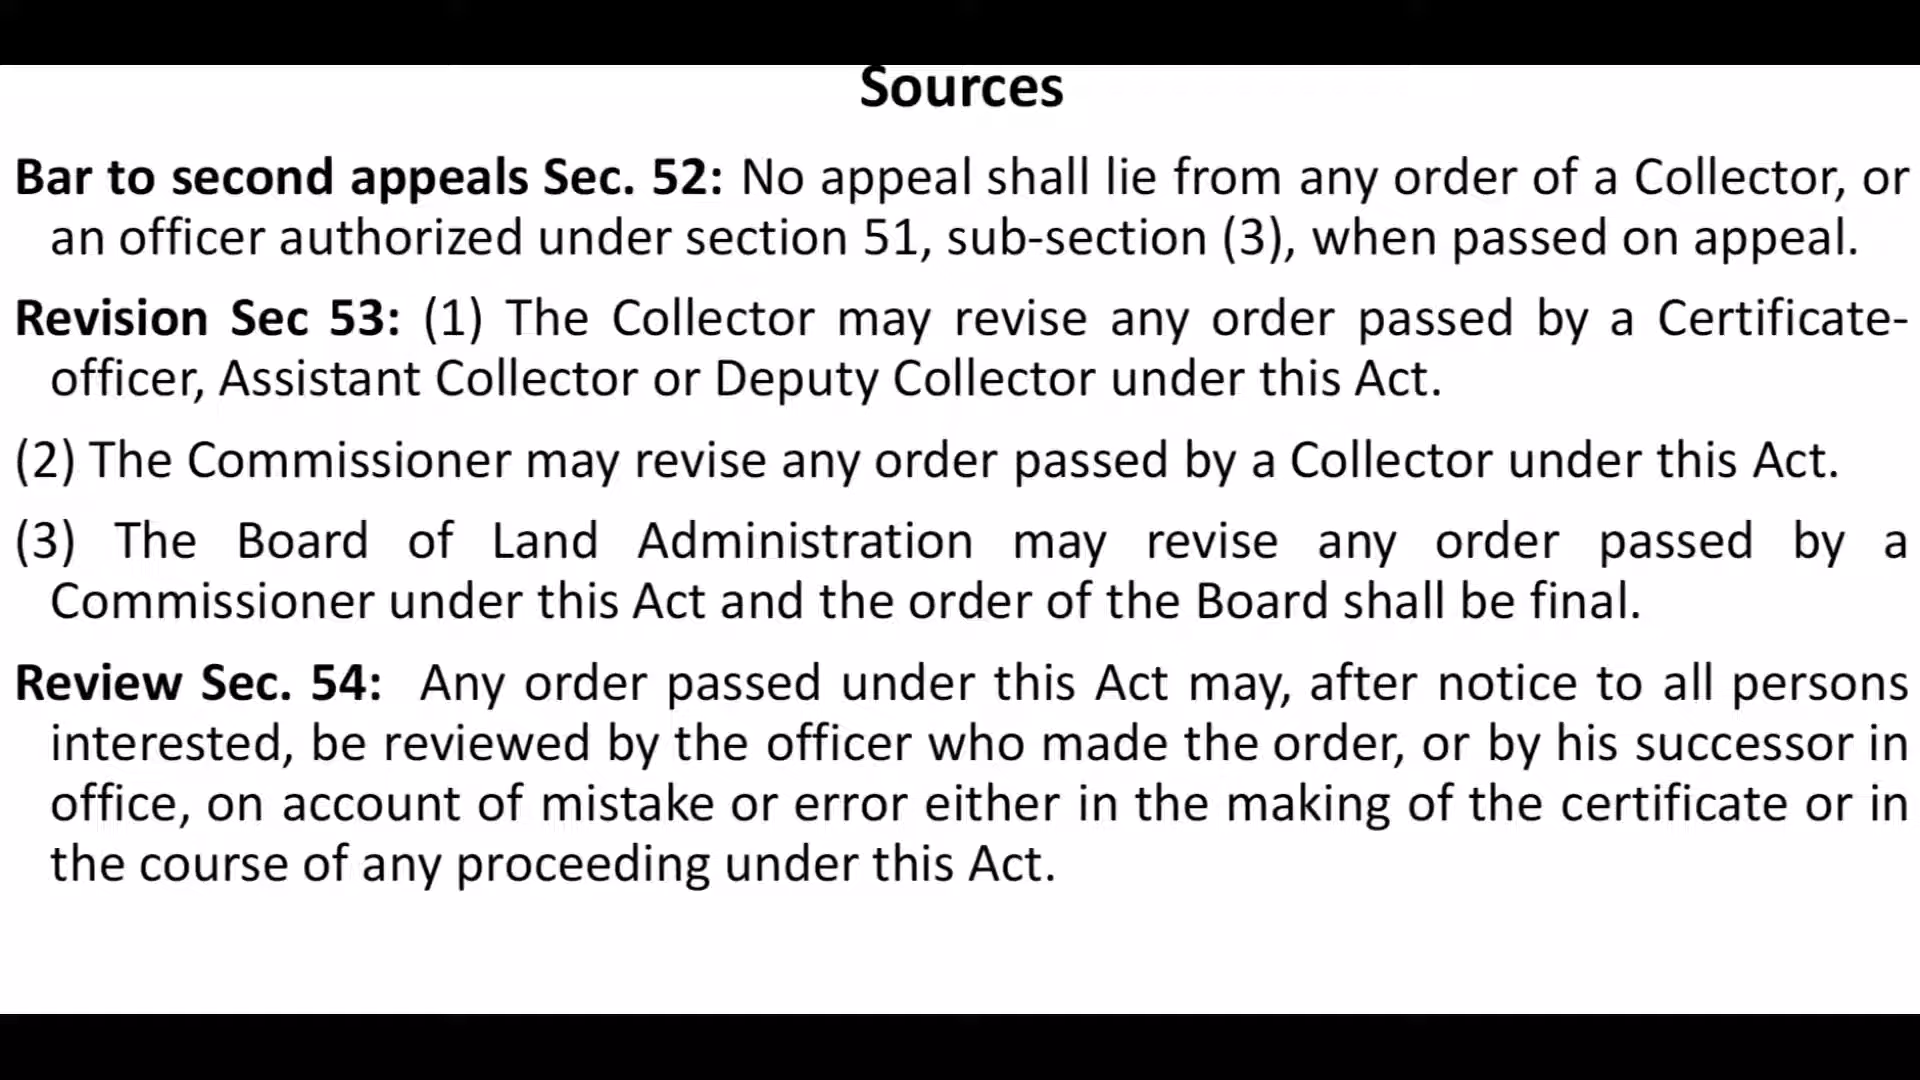 Sources
Bar to second appeals Sec. 52: No appeal shall lie from any order of a Collector, or
an officer authorized under section 51, sub-section (3), when passed on appeal.
Revision Sec 53: (1) The Collector may revise any order passed by a Certificate-
officer, Assistant Collector or Deputy Collector under this Act.
(2) The Commissioner may revise any order passed by a Collector under this Act.
(3) The Board of Land Administration may revise any order passed by a
Commissioner under this Act and the order of the Board shall be final.
Review Sec. 54: Any order passed under this Act may, after notice to all persons
interested, be reviewed by the officer who made the order, or by his successor in
office, on account of mistake or error either in the making of the certificate or in
the course of any proceeding under this Act.